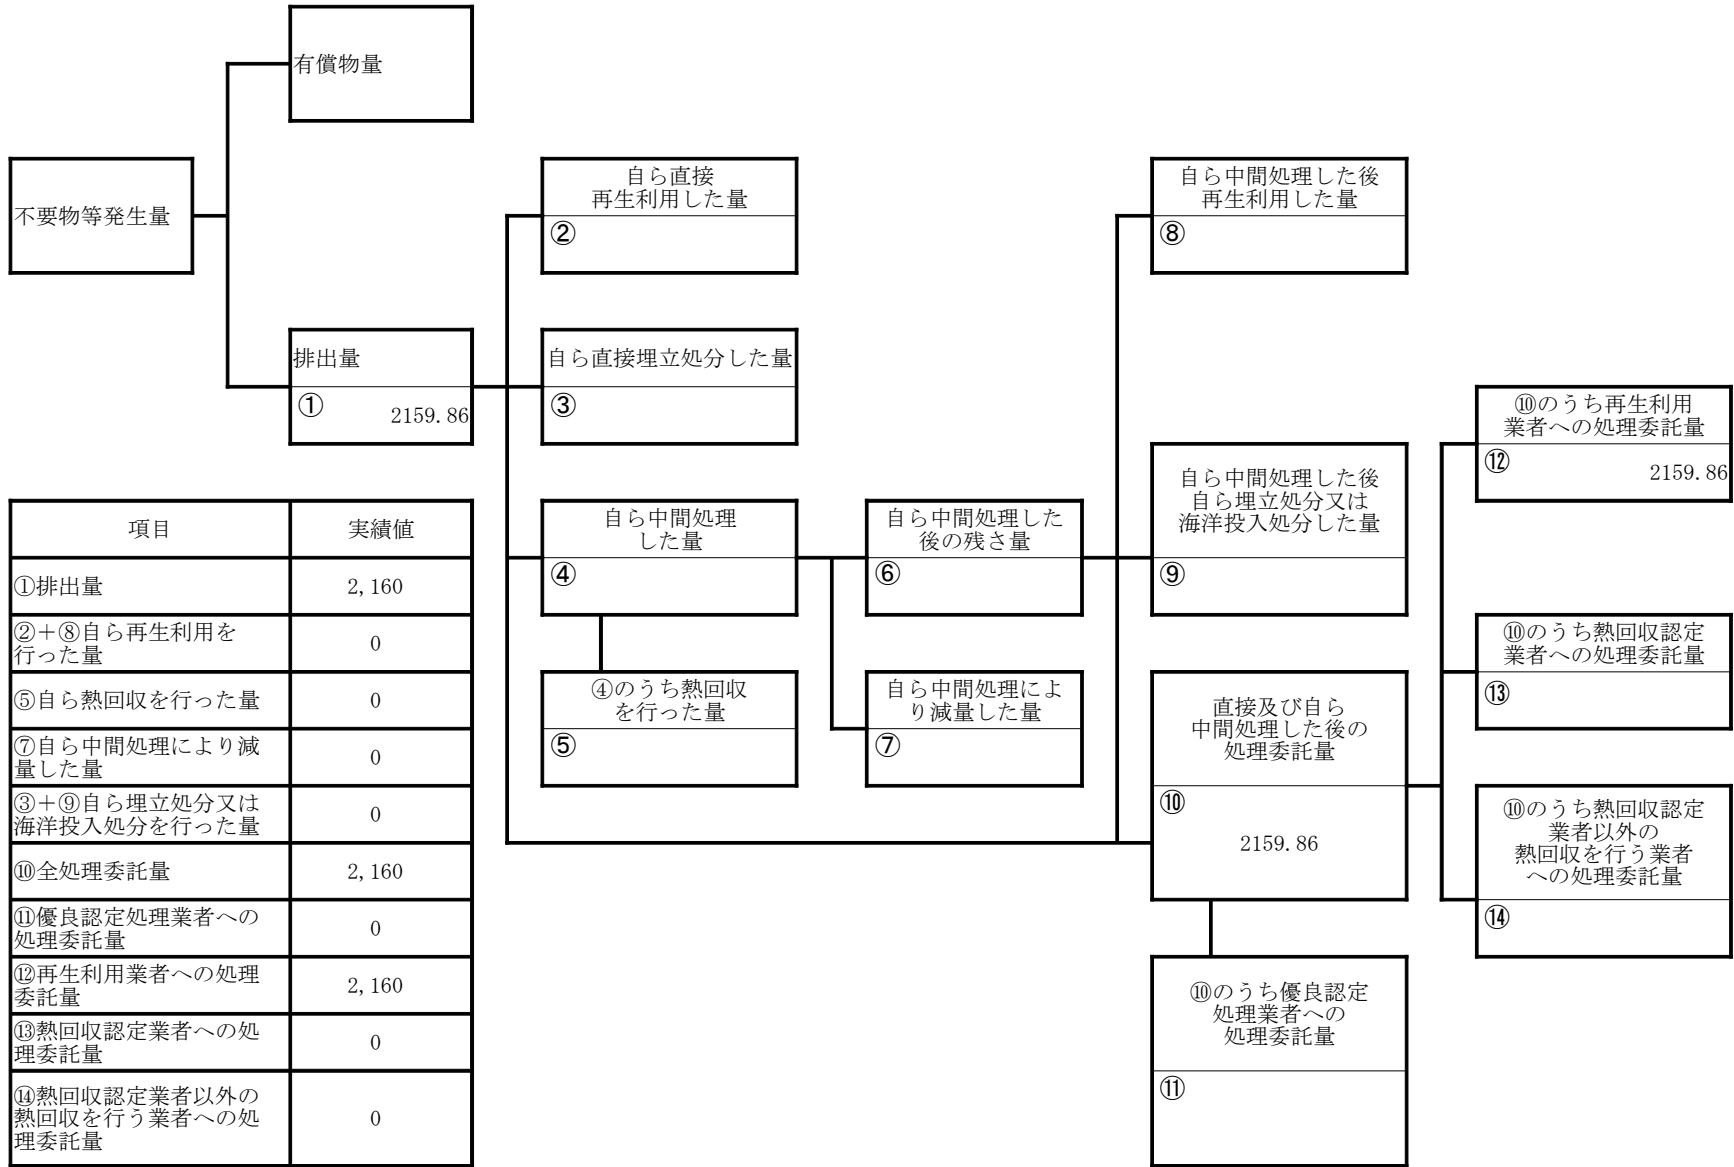 有償物量
不要物等発生量
自ら直接
再生利用した量
②
自ら中間処理した後
再生利用した量
⑧
排出量
①
2159.86
自ら直接埋立処分した量
③
⑩のうち再生利用
業者への処理委託量
⑫
2159.86
自ら中間処理した後
自ら埋立処分又は
海洋投入処分した量
⑨
自ら中間処理
した量
④
自ら中間処理した
後の残さ量
⑥
⑩のうち熱回収認定
業者への処理委託量
⑬
④のうち熱回収
を行った量
⑤
自ら中間処理によ
り減量した量
⑦
直接及び自ら
中間処理した後の
処理委託量
⑩
2159.86
⑩のうち熱回収認定
業者以外の
熱回収を行う業者
への処理委託量
⑭
⑩のうち優良認定
処理業者への
処理委託量
⑪
項目 実績値
①排出量 2,160
②+⑧自ら再生利用を
行った量 0
⑤自ら熱回収を行った量 0
⑦自ら中間処理により減
量した量 0
③+⑨自ら埋立処分又は
海洋投入処分を行った量 0
⑩全処理委託量 2,160
⑪優良認定処理業者への
処理委託量 0
⑫再生利用業者への処理
委託量 2,160
⑬熱回収認定業者への処
理委託量 0
⑭熱回収認定業者以外の
熱回収を行う業者への処
理委託量 0